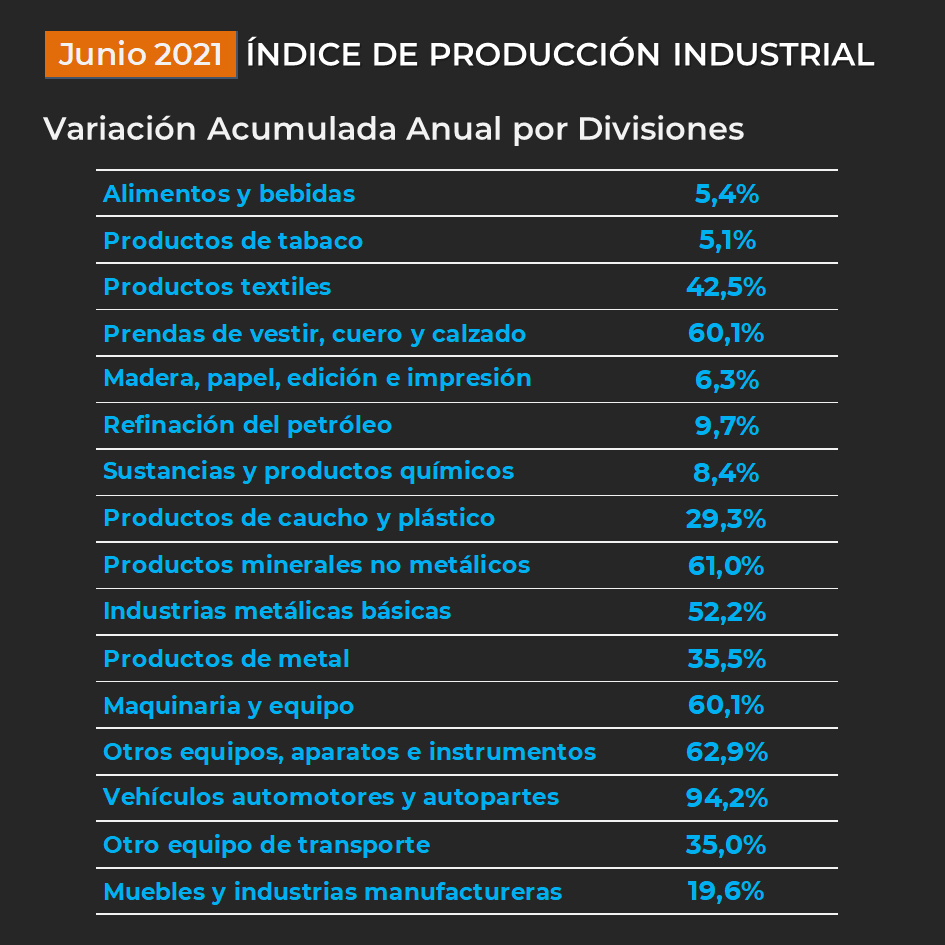 Junio 2021 ÍNDICE DE PRODUCCIÓN INDUSTRIAL
Variación Acumulada Anual por Divisiones
Alimentos y bebidas 5,4%
Productos de tabaco 5,1%
Productos textiles 42,5%
Prendas de vestir, cuero y calzado 60,1%
Madera, papel, edición e impresión 6,3%
Refinación del petróleo 9,7%
Sustancias y productos químicos 8,4%
Productos de caucho y plástico 29,3%
Productos minerales no metálicos 61,0%
Industrias metálicas básicas 52,2%
Productos de metal 35,5%
Maquinaria y equipo 60,1%
Otros equipos, aparatos e instrumentos 62,9%
Vehículos automotores y autopartes 94,2%
Otro equipo de transporte 35,0%
Muebles y industrias manufactureras 19,6%